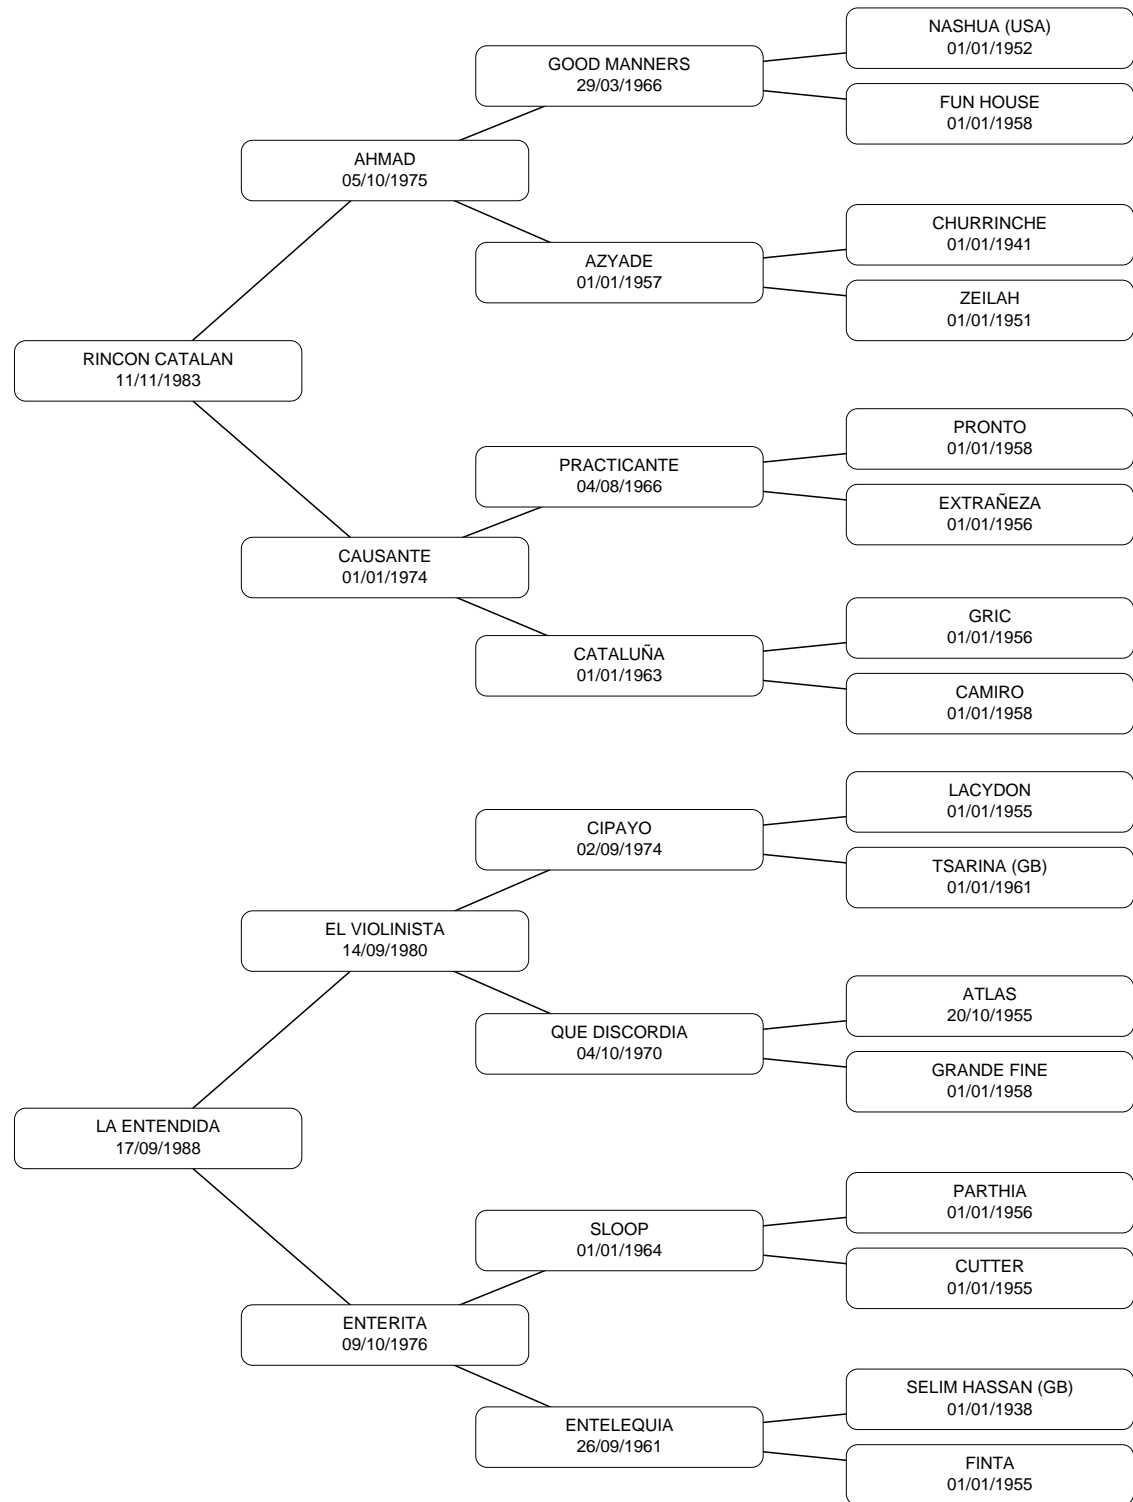 NASHUA (USA)
01/01/1952
GOOD MANNERS
29/03/1966
FUN HOUSE
01/01/1958
AHMAD
05/10/1975
CHURRINCHE
01/01/1941
AZYADE
01/01/1957
ZEILAH
01/01/1951
RINCON CATALAN
11/11/1983
PRONTO
01/01/1958
PRACTICANTE
04/08/1966
EXTRAÑEZA
01/01/1956
CAUSANTE
01/01/1974
GRIC
01/01/1956
CATALUÑA
01/01/1963
CAMIRO
01/01/1958
LACYDON
01/01/1955
CIPAYO
02/09/1974
TSARINA (GB)
01/01/1961
EL VIOLINISTA
14/09/1980
ATLAS
20/10/1955
QUE DISCORDIA
04/10/1970
GRANDE FINE
01/01/1958
LA ENTENDIDA
17/09/1988
PARTHIA
01/01/1956
SLOOP
01/01/1964
CUTTER
01/01/1955
ENTERITA
09/10/1976
SELIM HASSAN (GB)
01/01/1938
ENTELEQUIA
26/09/1961
FINTA
01/01/1955